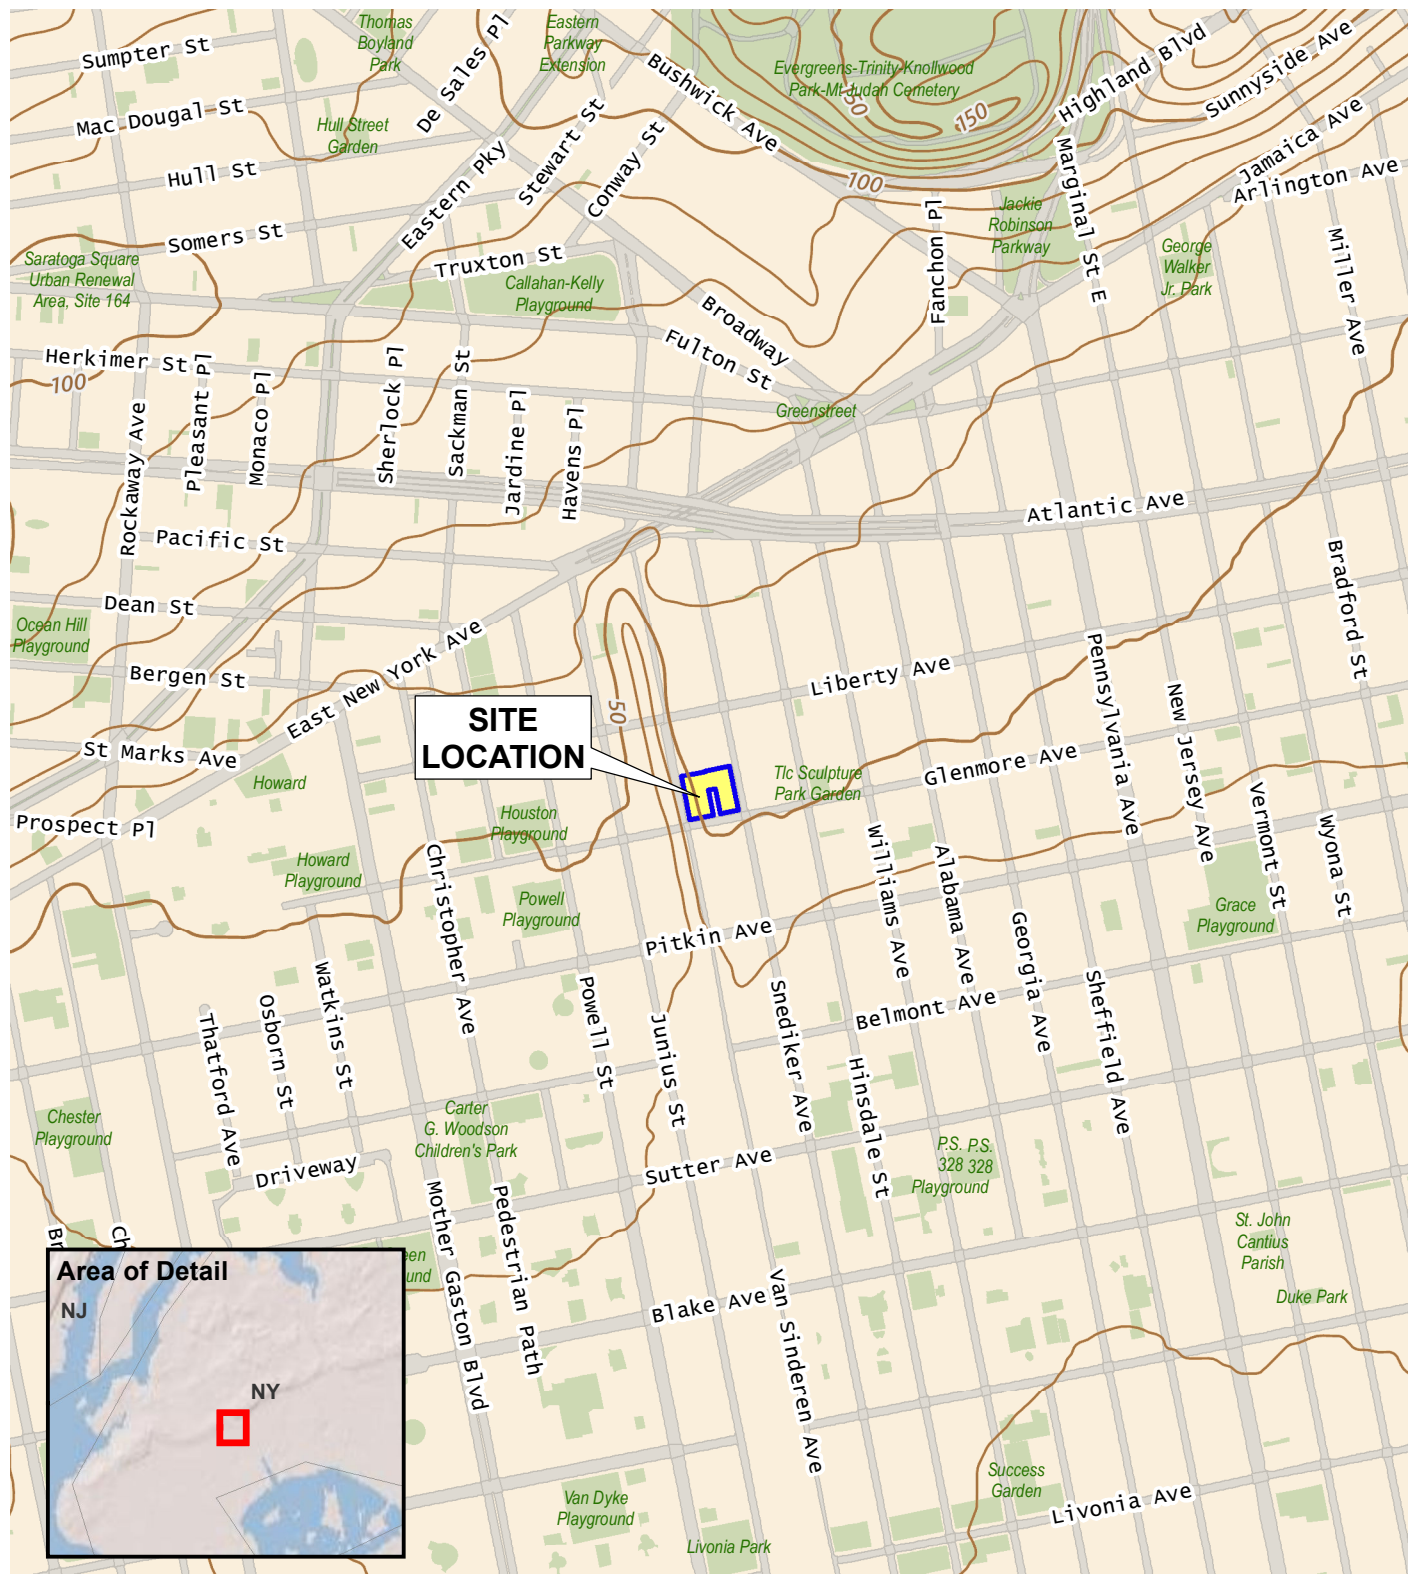 Thomas
Boyland
Park
Eastern
Parkway
Extension
Sumpter St
De Sales Pl
Bushwick Ave
Evergreens-Trinity-Knollwood
Park-Mt Judah Cemetery
50
150
Highland Blvd
Sunnyside Ave
Mac Dougal St
Hull Street
Garden
Stewart St
Conway St
Jamaica Ave
Arlington Ave
Hull St
Eastern Pky
100
Marginal St E
Fanchon Pl
Jackie
Robinson
Parkway
George
Walker
Jr. Park
Miller Ave
Somers St
Saratoga Square
Urban Renewal
Area, Site 164
Truxton St
Callahan-Kelly
Playground
Broadway
Fulton St
Herkimer St
100
Pleasant Pl
Monaco Pl
Sherlock Pl
Sackman St
Jardine Pl
Havens Pl
Rockaway Ave
Greenstreet
Atlantic Ave
Pacific St
Bradford St
Dean St
Ocean Hill
Playground
Bergen St
East New York Ave
Liberty Ave
Pennsylvania Ave
New Jersey Ave
50
SITE
LOCATION
St Marks Ave
Howard
Glenmore Ave
Tlc Sculpture
Park Garden
Prospect Pl
Houston
Playground
Howard
Playground
Christopher Ave
Williams Ave
Alabama Ave
Vermont St
Wyona St
Powell
Playground
Grace
Playground
Pitkin Ave
Georgia Ave
Watkins St
Osborn St
Thatford Ave
Powell St
Junius St
Snediker Ave
Belmont Ave
Sheffield Ave
Hinsdale St
Chester
Playground
Carter
G. Woodson
Children's Park
P.S. P.S.
328 328
Playground
Driveway
Sutter Ave
Mother Gaston Blvd
Pedestrian Path
St. John
Cantius
Parish
Duke Park
Blake Ave
Van Sinderen Ave
Area of Detail
NJ
NY
Success
Garden
Livonia Ave
Van Dyke
Playground
Livonia Park